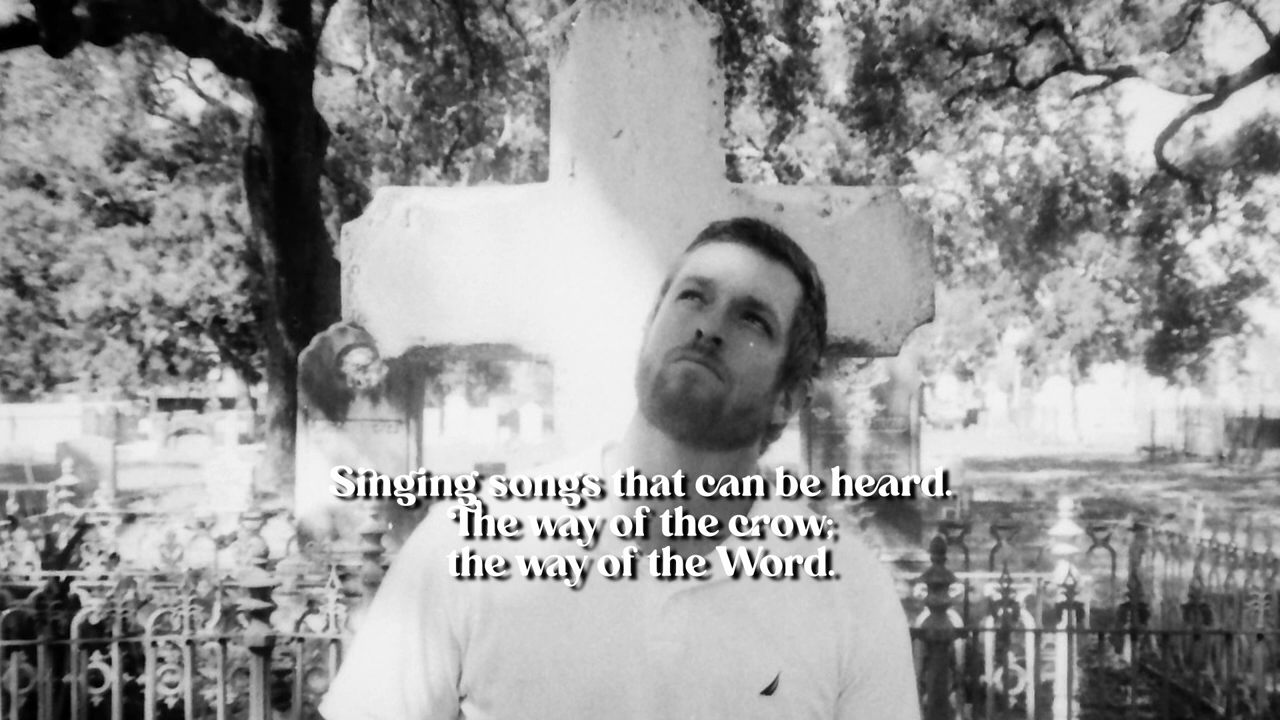 Singing songs that can be heard.
The way of the crow;
the way of the Word.